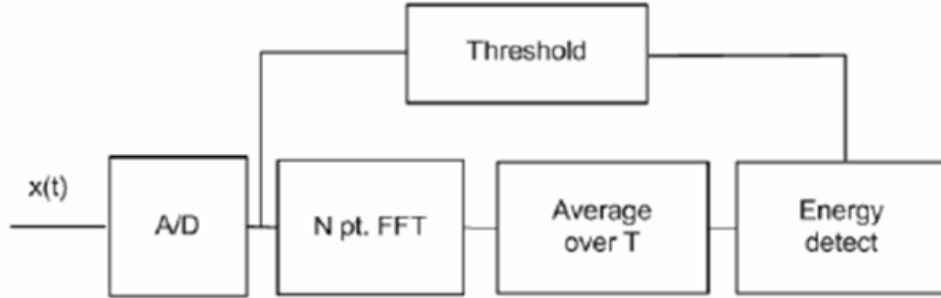 Threshold
x(t)
A/D
N pt. FFT
Average
over T
Energy
detect